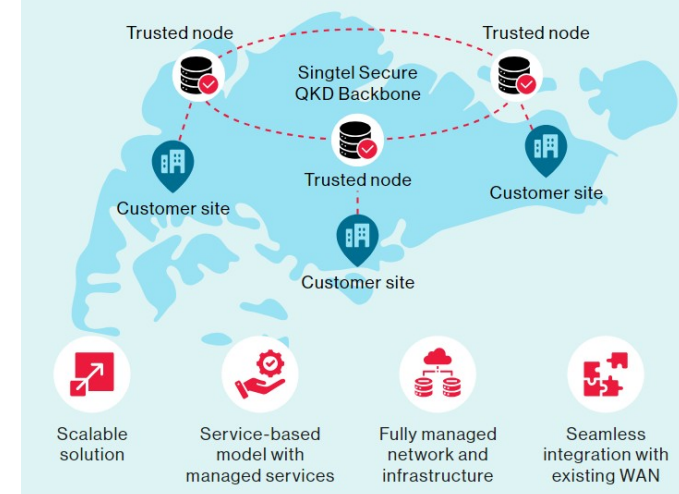 Trusted node
Trusted node
Singtel Secure
QKD Backbone
Trusted node
Customer site
Customer site
Customer site
Scalable
solution
Service-based
model with
managed services
Fully managed
network and
infrastructure
Seamless
integration with
existing WAN